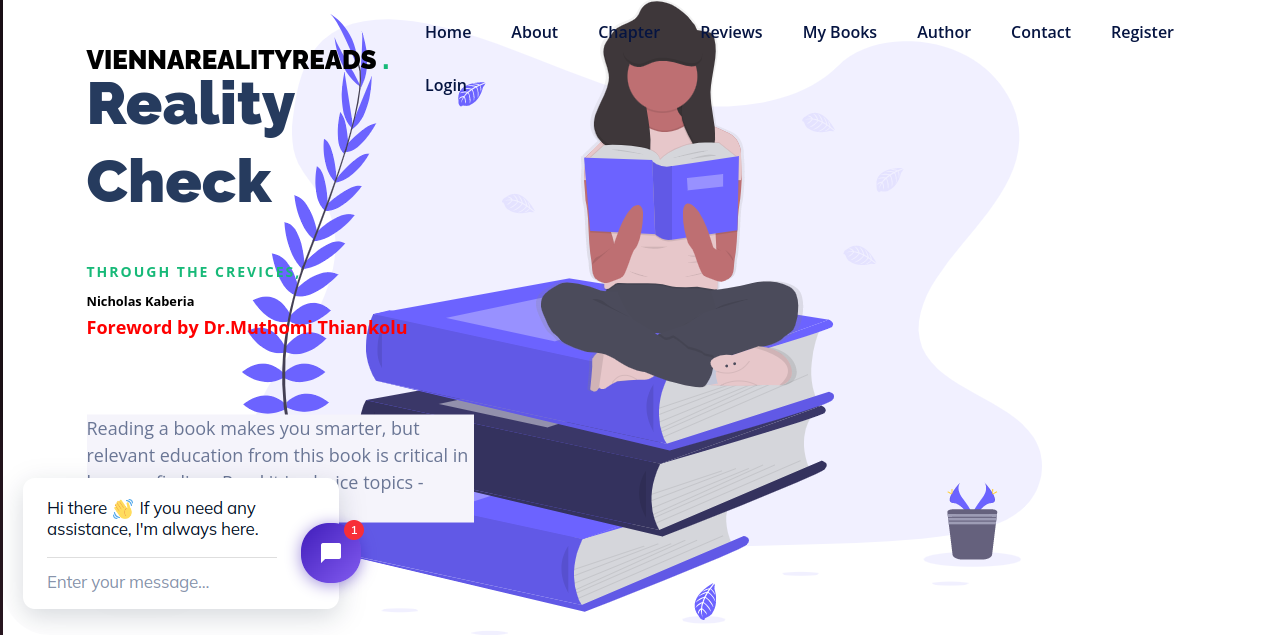 Home About Chapter Reviews My Books Author Contact Register
Login
VIENNAREALITYREADS .
Reality
Check
THROUGH THE CREVICES,
Nicholas Kaberia
Foreword by Dr.Muthomi Thiankolu
Reading a book makes you smarter, but
relevant education from this book is critical in
topics -
Hi there 👋 If you need any
assistance, I'm always here.
1
Enter your message...